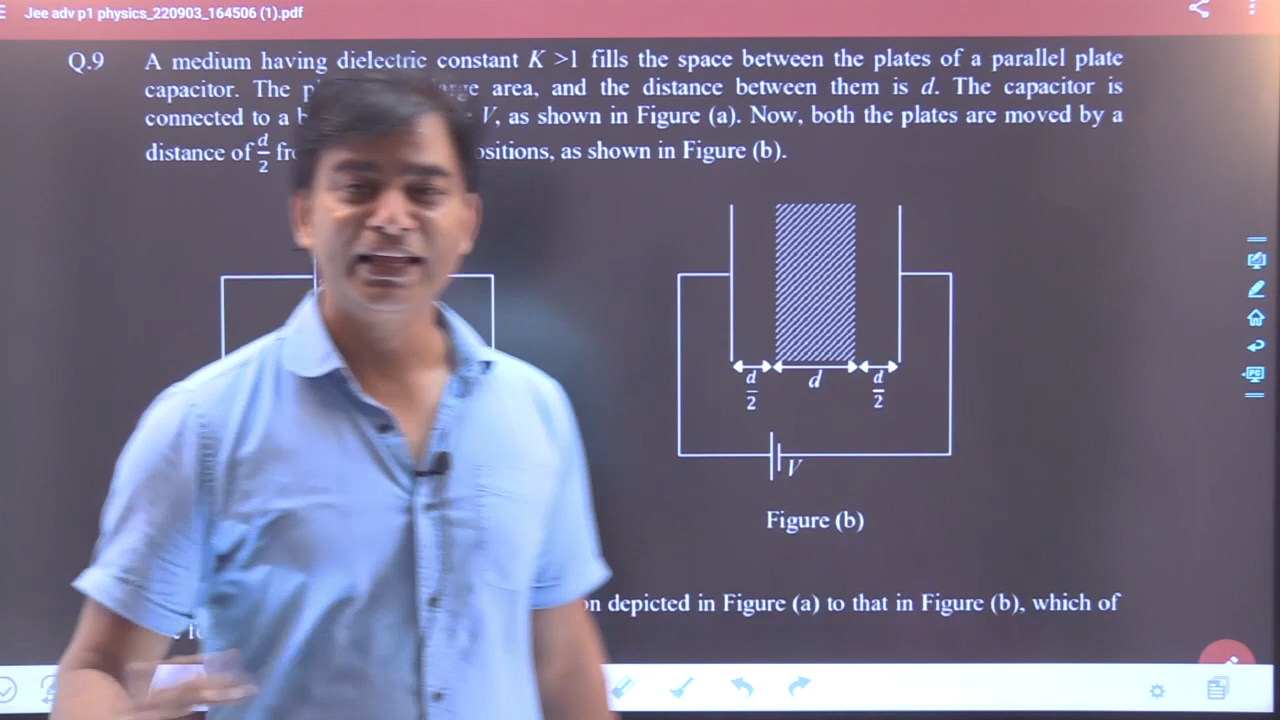 Jee adv p1 physics_220903_164506 (1).pdf
Q.9 A medium having dielectric constant K >1 fills the space between the plates of a parallel plate
capacitor. The area, and the distance between them is d. The capacitor is
connected to a V, as shown in Figure (a). Now, both the plates are moved by a
distance of d/2 as shown in Figure (b).
d/2 d d/2
V
Figure (b)
depicted in Figure (a) to that in Figure (b), which of